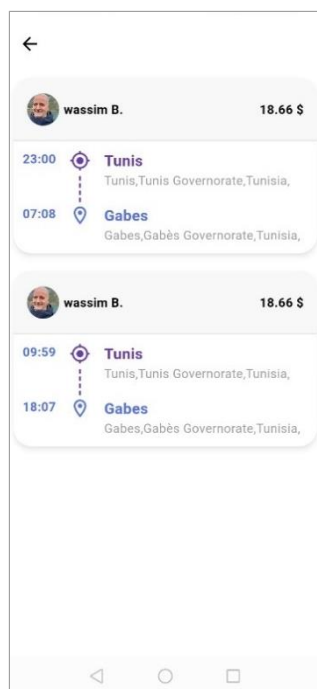 wassim B. 18.66 $
23:00 Tunis
Tunis,Tunis Governorate,Tunisia,
07:08 Gabes
Gabes,Gabès Governorate,Tunisia,
wassim B. 18.66 $
09:59 Tunis
Tunis,Tunis Governorate,Tunisia,
18:07 Gabes
Gabes,Gabès Governorate,Tunisia,